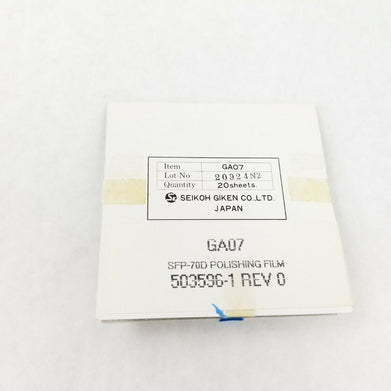 Item GA07
Lot No 20924N2
Quantity 20sheets.
SEIKOH GIKEN CO.,LTD.
JAPAN
GA07
SFP-70D POLISHING FILM
503596-1 REV 0